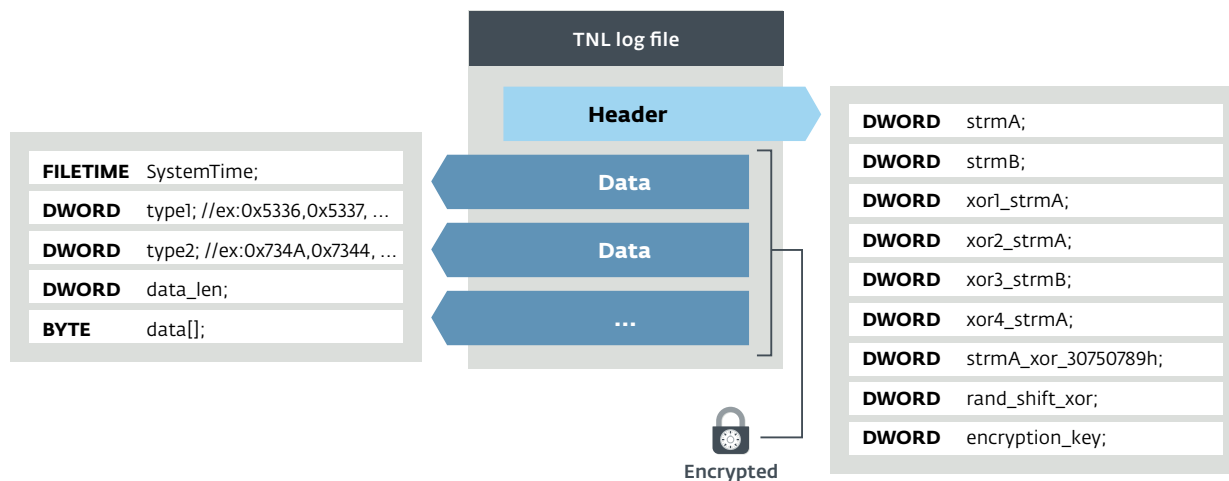 TNL log file
Header
Data
Data
...
Encrypted
FILETIME SystemTime;
DWORD type1; //ex:0x5336,0x5337, ...
DWORD type2; //ex:0x734A,0x7344, ...
DWORD data_len;
BYTE data[];
DWORD strmA;
DWORD strmB;
DWORD xor1_strmA;
DWORD xor2_strmA;
DWORD xor3_strmB;
DWORD xor4_strmA;
DWORD strmA_xor_30750789h;
DWORD rand_shift_xor;
DWORD encryption_key;